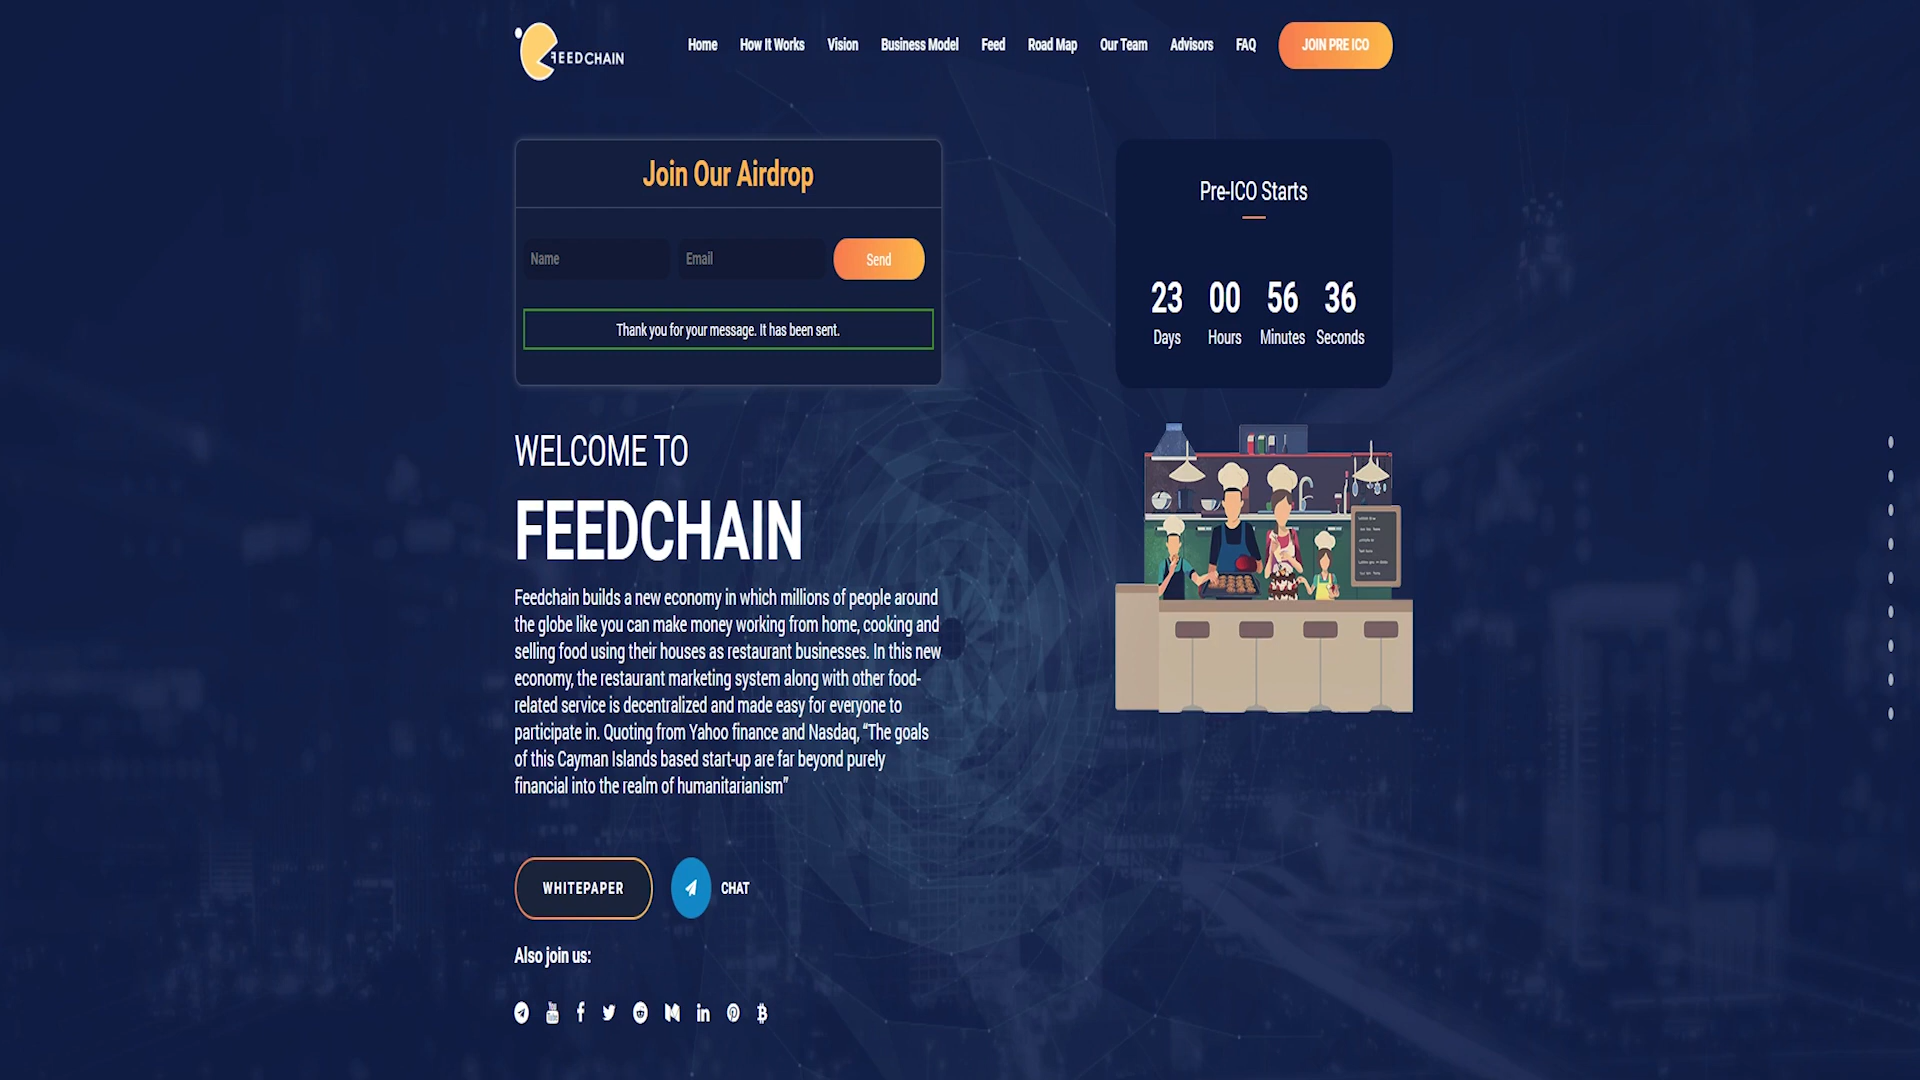 FEEDCHAIN
Home
How It Works
Vision
Business Model
Feed
Road Map
Our Team
Advisors
FAQ
JOIN PRE ICO
Join Our Airdrop
Name
Email
Send
Thank you for your message. It has been sent.
Pre-ICO Starts
23 00 56 36
Days Hours Minutes Seconds
WELCOME TO
FEEDCHAIN
Feedchain builds a new economy in which millions of people around
the globe like you can make money working from home, cooking and
selling food using their houses as restaurant businesses. In this new
economy, the restaurant marketing system along with other food-
related service is decentralized and made easy for everyone to
participate in. Quoting from Yahoo finance and Nasdaq, “The goals
of this Cayman Islands based start-up are far beyond purely
financial into the realm of humanitarianism”
WHITEPAPER
CHAT
Also join us: